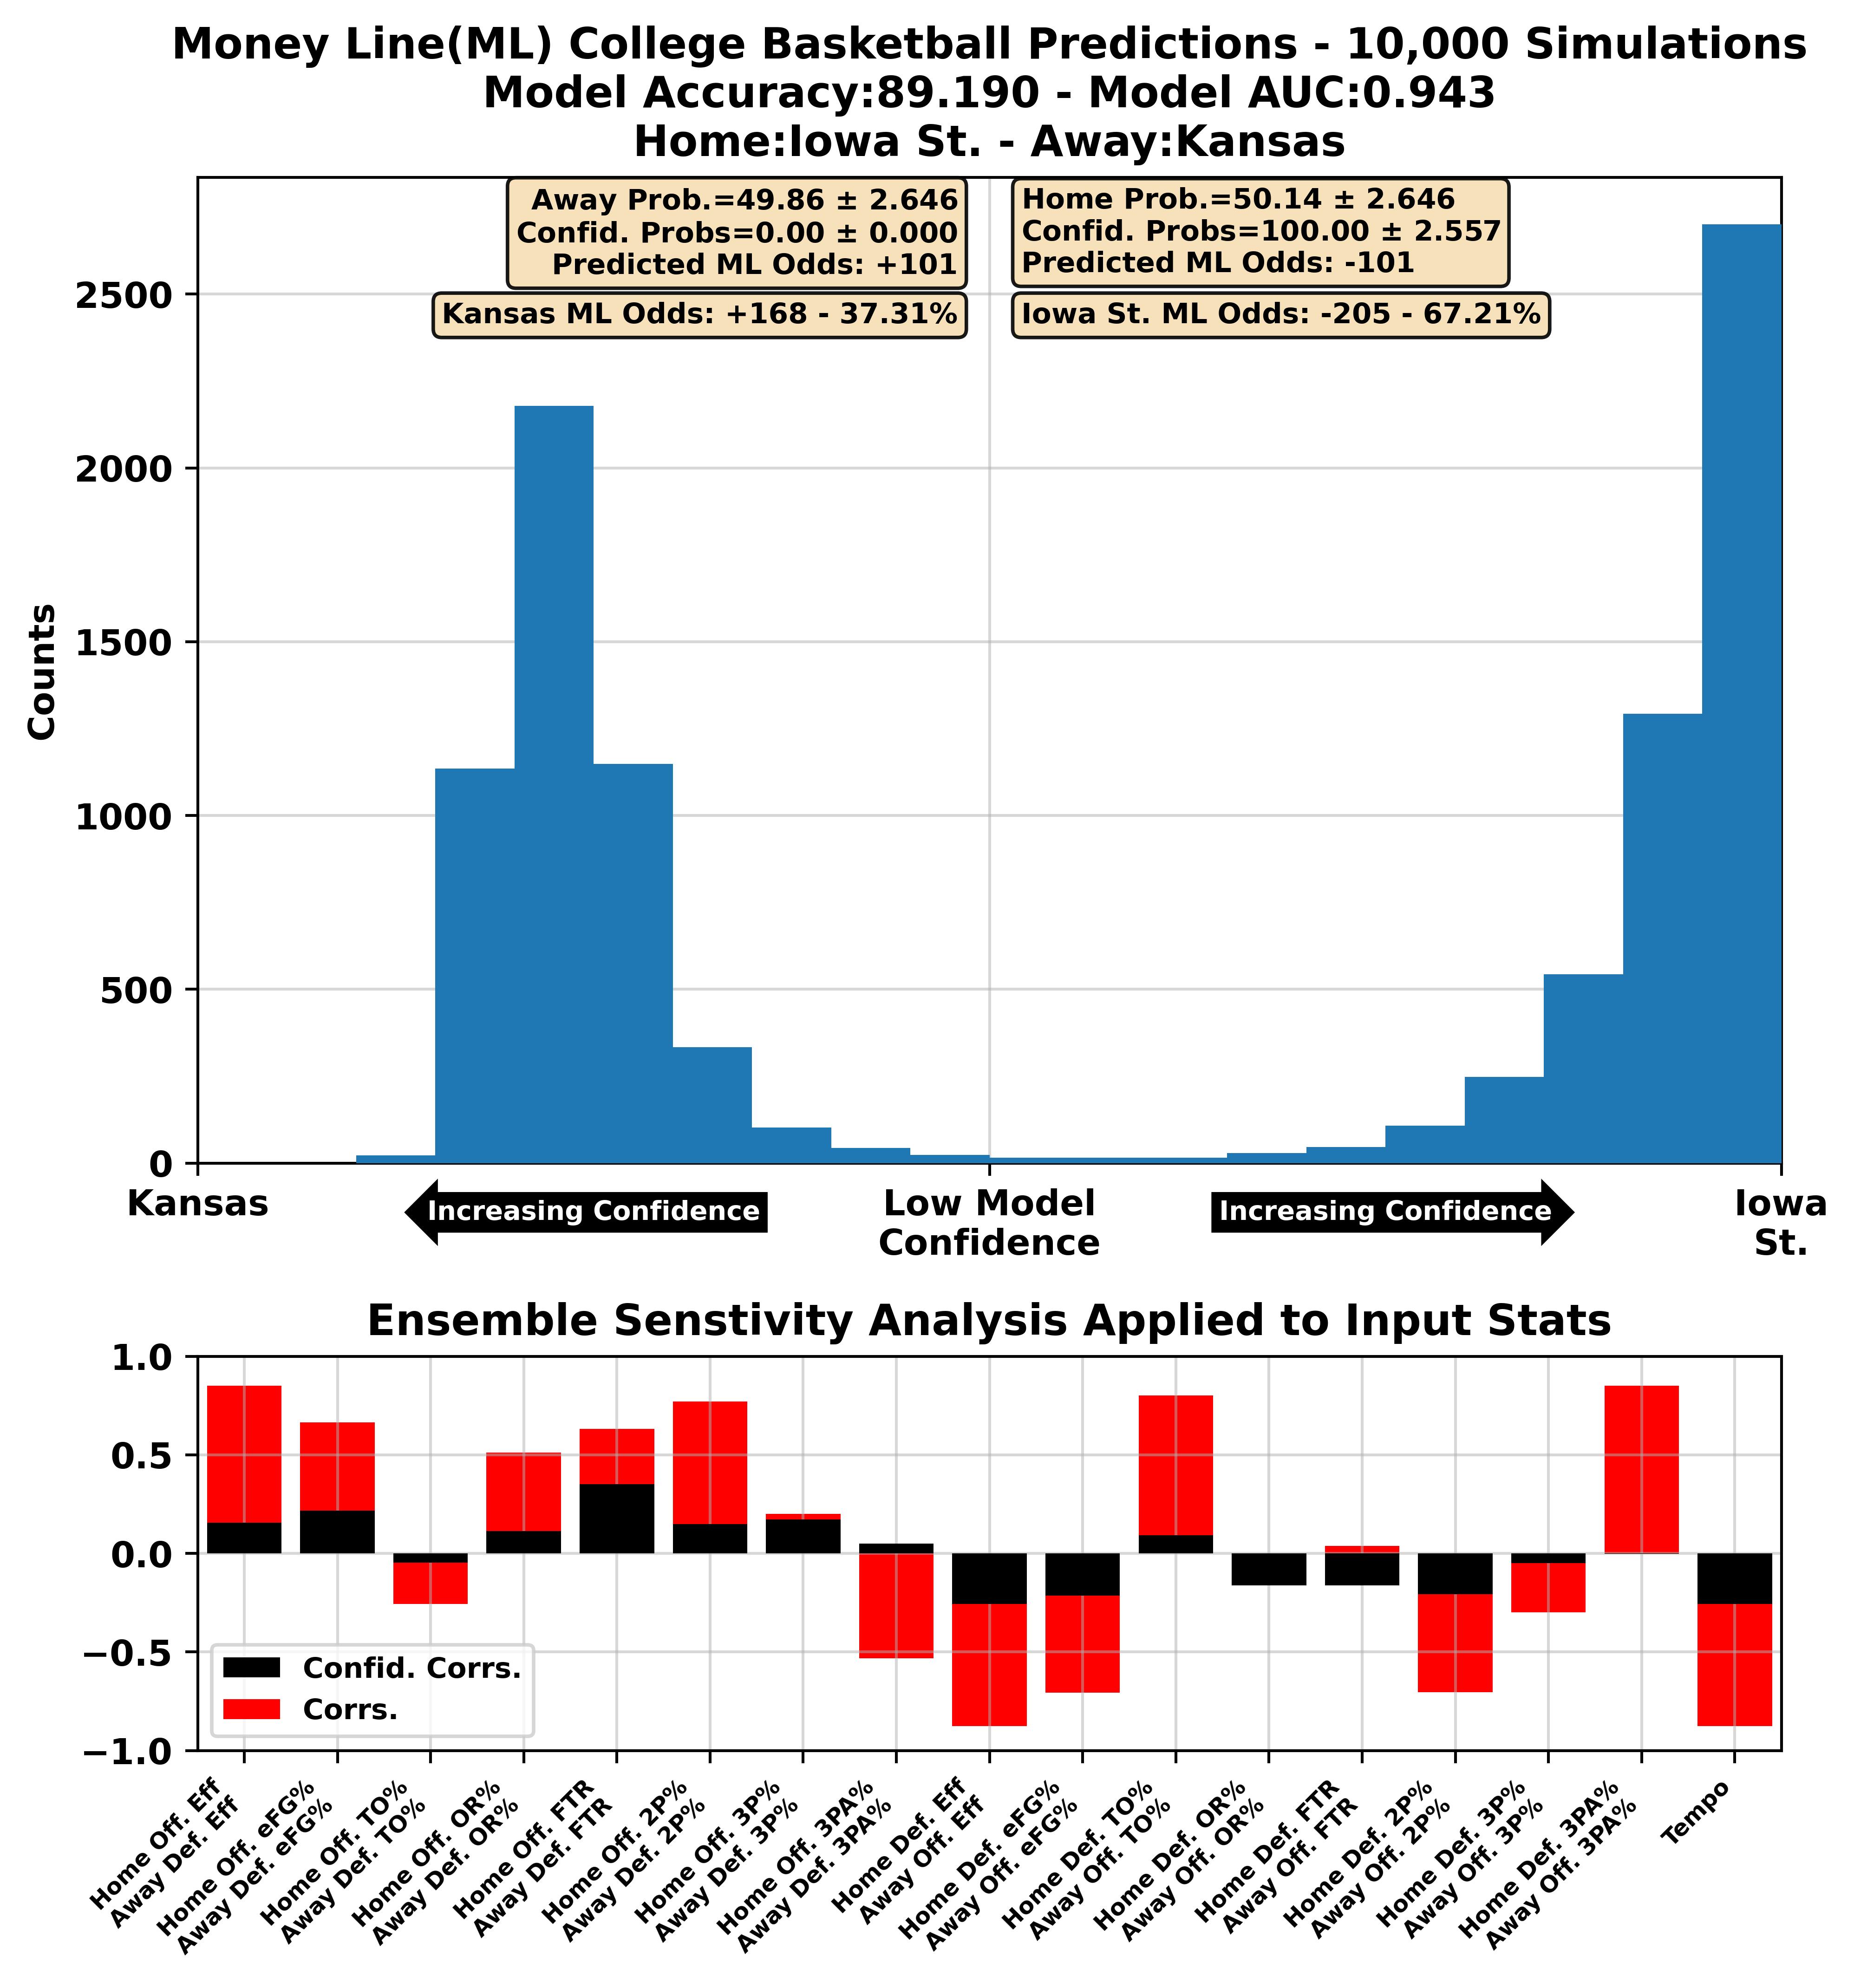 Money Line(ML) College Basketball Predictions - 10,000 Simulations
Model Accuracy:89.190 - Model AUC:0.943
Home:Iowa St. - Away:Kansas
Away Prob.=49.86 ± 2.646
Confid. Probs=0.00 ± 0.000
Predicted ML Odds: +101
Home Prob.=50.14 ± 2.646
Confid. Probs=100.00 ± 2.557
Predicted ML Odds: -101
Kansas ML Odds: +168 - 37.31%
Iowa St. ML Odds: -205 - 67.21%
Counts
2500
2000
1500
1000
500
0
Kansas
Increasing Confidence
Low Model
Confidence
Increasing Confidence
Iowa
St.
Ensemble Senstivity Analysis Applied to Input Stats
1.0
0.5
0.0
−0.5
−1.0
Confid. Corrs.
Corrs.
Home Off. Eff
Away Def. Eff
Home Off. eFG%
Away Def. eFG%
Home Off. TO%
Away Def. TO%
Home Off. OR%
Away Def. OR%
Home Off. FTR
Away Def. FTR
Home Off. 2P%
Away Def. 2P%
Home Off. 3P%
Away Def. 3P%
Home Off. 3PA%
Away Def. 3PA%
Home Def. Eff
Away Off. Eff
Home Def. eFG%
Away Off. eFG%
Home Def. TO%
Away Off. TO%
Home Def. OR%
Away Off. OR%
Home Def. FTR
Away Off. FTR
Home Def. 2P%
Away Off. 2P%
Home Def. 3P%
Away Off. 3P%
Home Def. 3PA%
Away Off. 3PA%
Tempo